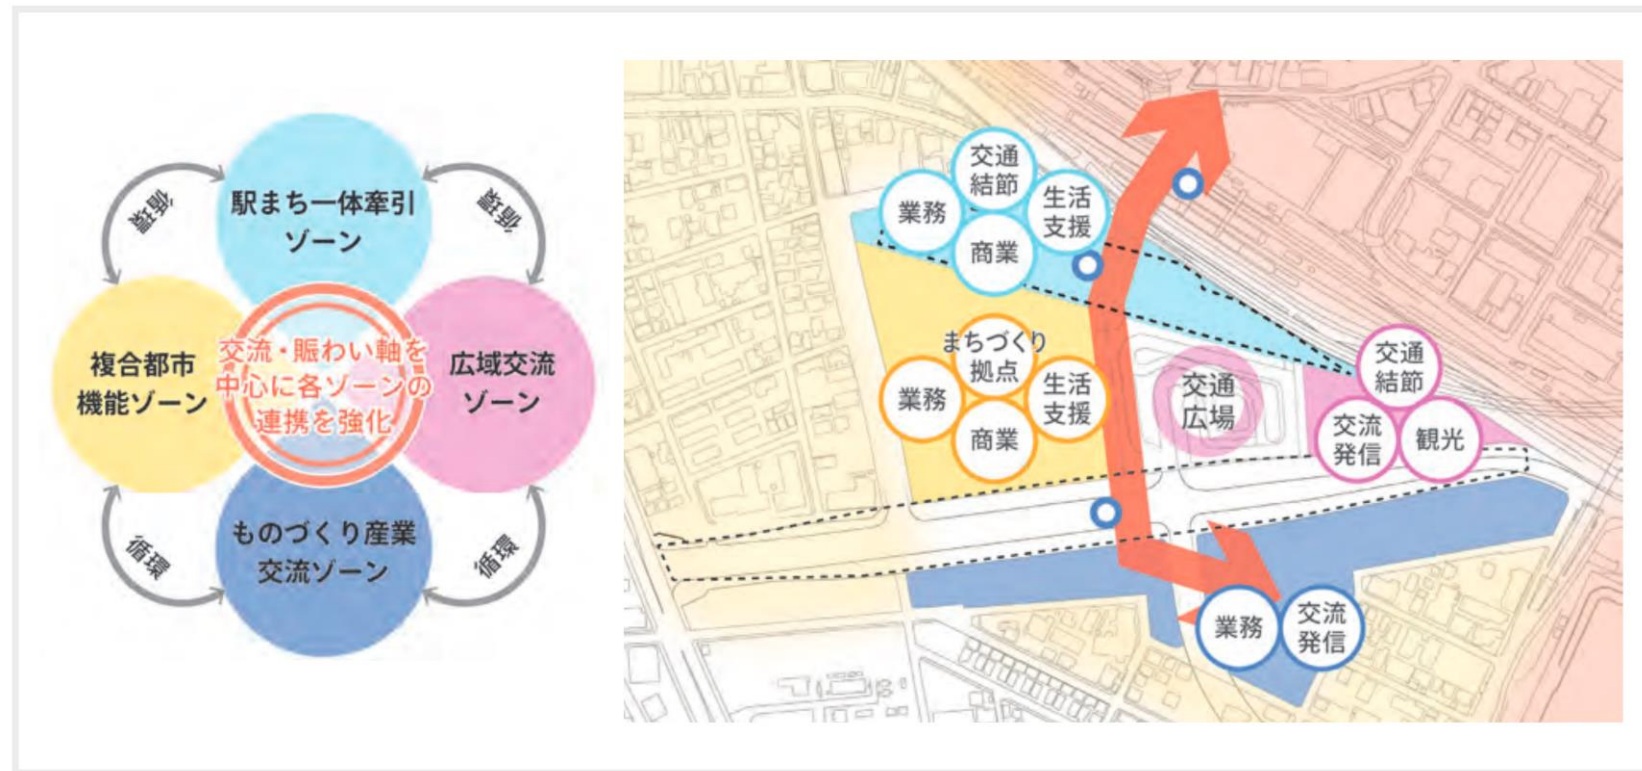 循環
循環
駅まち一体牽引
ゾーン
複合都市
機能ゾーン
交流・賑わい軸を
中心に各ゾーンの
連携を強化
広域交流
ゾーン
ものづくり産業
交流ゾーン
循環
循環
交通
結節
業務
生活
支援
商業
まちづくり
拠点
業務
生活
支援
商業
交通
広場
交通
結節
交流
発信
観光
業務
交流
発信